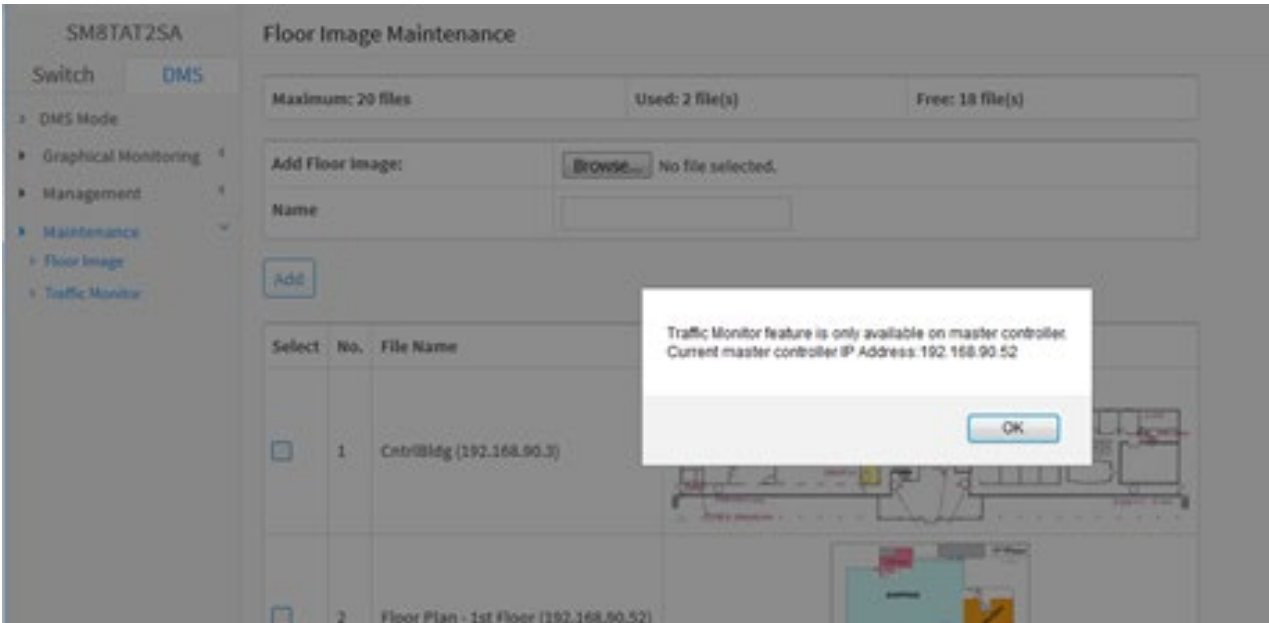 SM8TAT2SA
Floor Image Maintenance
Switch DMS
Maximum: 20 files Used: 2 file(s) Free: 18 file(s)
DMS Mode
Graphical Monitoring
Add Floor Image: Browse... No file selected.
Management
Name
Maintenance
Floor Image
Add
Traffic Monitor
Traffic Monitor feature is only available on master controller.
Current master controller IP Address:192.168.90.52
Select No. File Name
OK
1 CntrlBldg (192.168.90.3)
2 Floor Plan - 1st Floor (192.168.90.52)